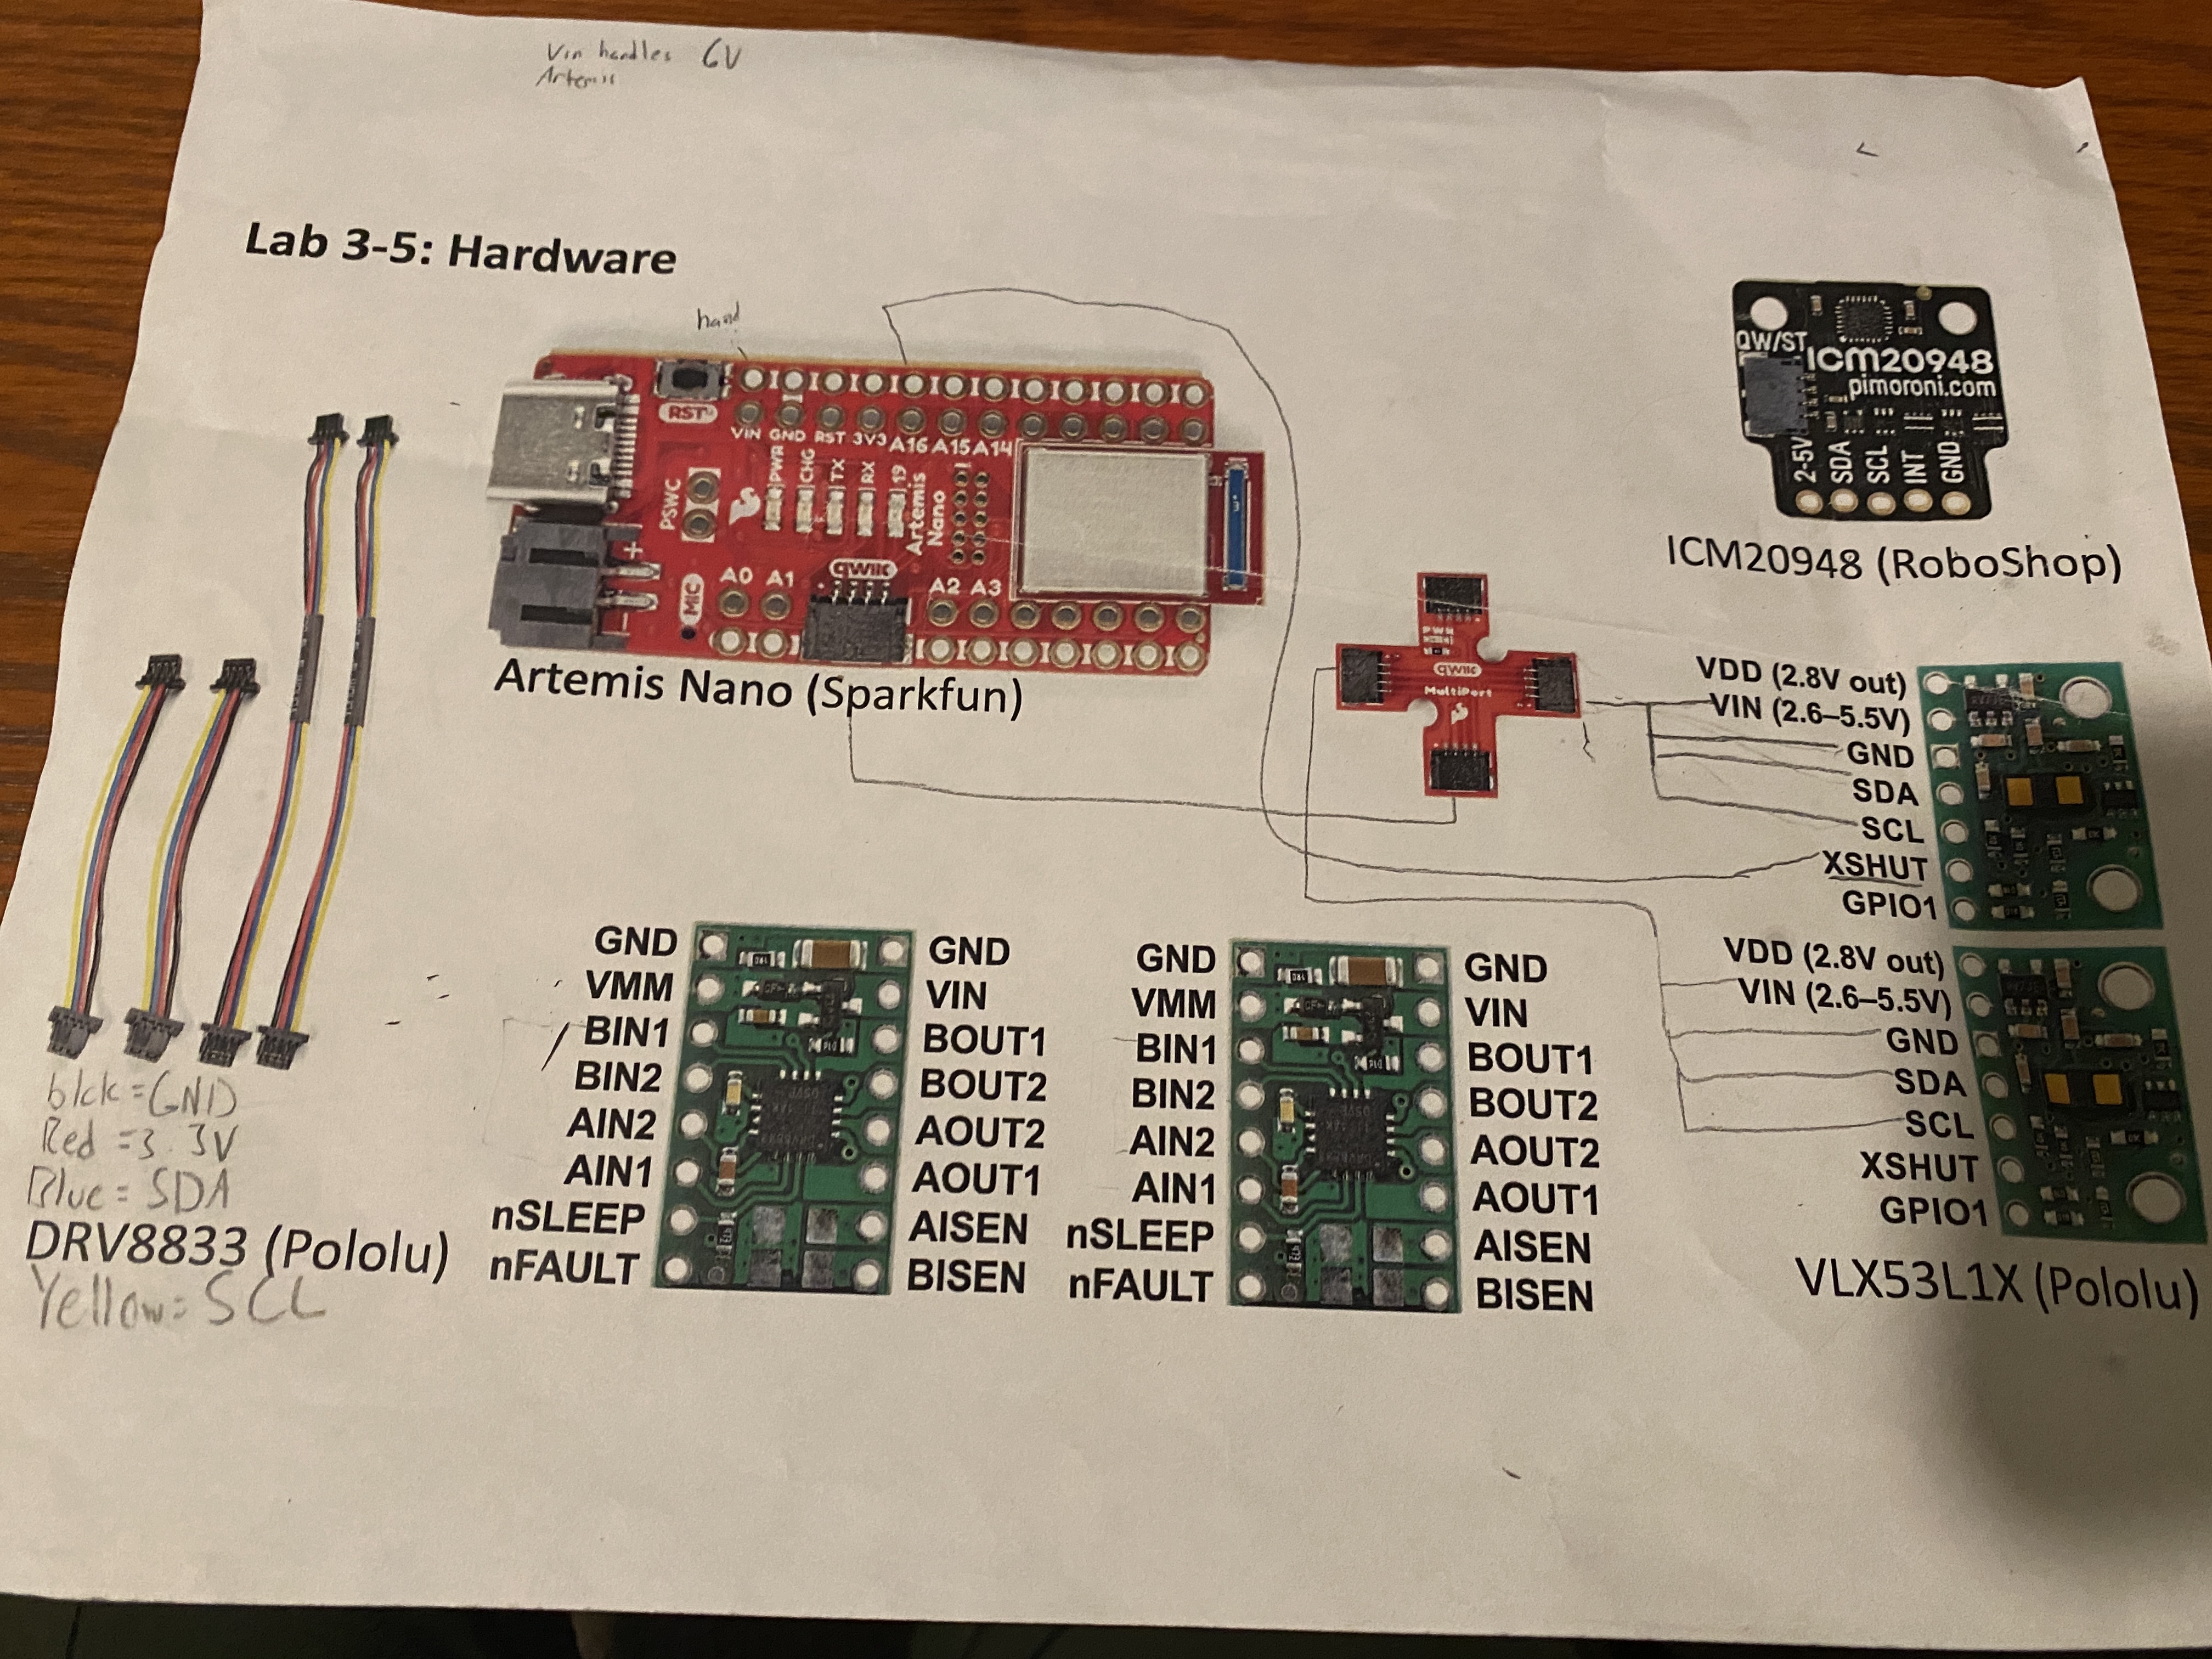 Vin handles 6V
Artemis
Lab 3-5: Hardware
hand
RST
VIN GND RST 3V3 A16 A15 A14
PSWC
PWR
CHG
TX
RX
19
Artemis
Nano
+
-
MIC
A0 A1
qwiic
A2 A3
Artemis Nano (Sparkfun)
QW/ST
ICM20948
pimoroni.com
2-5V
SDA
SCL
INT
GND
ICM20948 (RoboShop)
PWR
qwiic
MultiPort
VDD (2.8V out)
VIN (2.6–5.5V)
GND
SDA
SCL
XSHUT
GPIO1
VDD (2.8V out)
VIN (2.6–5.5V)
GND
SDA
SCL
XSHUT
GPIO1
VLX53L1X (Pololu)
GND
VMM
BIN1
BIN2
AIN2
AIN1
nSLEEP
nFAULT
GND
VIN
BOUT1
BOUT2
AOUT2
AOUT1
AISEN
BISEN
GND
VMM
BIN1
BIN2
AIN2
AIN1
nSLEEP
nFAULT
GND
VIN
BOUT1
BOUT2
AOUT2
AOUT1
AISEN
BISEN
blck = GND
Red = 3.3V
Blue = SDA
DRV8833 (Pololu)
Yellow = SCL